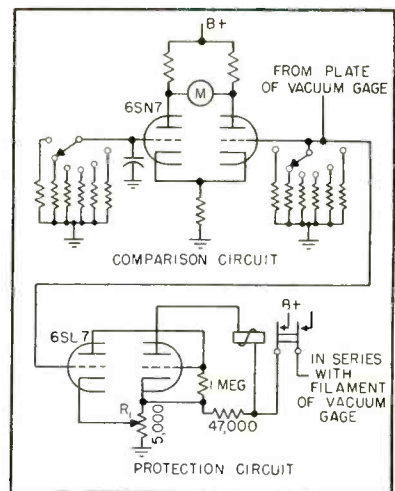 B+
FROM PLATE
OF VACUUM GAGE
M
6SN7
COMPARISON CIRCUIT
6SL7
B+
1 MEG
IN SERIES
WITH
FILAMENT
OF VACUUM
GAGE
R1
5,000
47,000
PROTECTION CIRCUIT